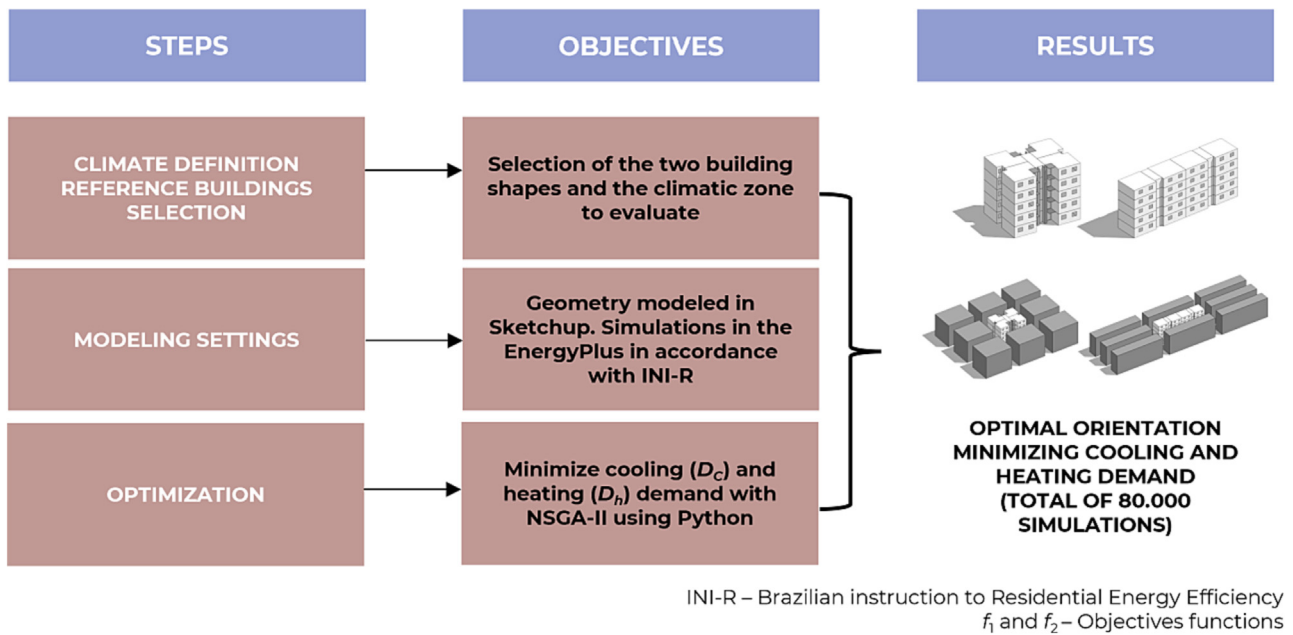 STEPS
OBJECTIVES
RESULTS
CLIMATE DEFINITION
REFERENCE BUILDINGS
SELECTION
Selection of the two building
shapes and the climatic zone
to evaluate
MODELING SETTINGS
Geometry modeled in
Sketchup. Simulations in the
EnergyPlus in accordance
with INI-R
OPTIMIZATION
Minimize cooling (D_C) and
heating (D_h) demand with
NSGA-II using Python
OPTIMAL ORIENTATION
MINIMIZING COOLING AND
HEATING DEMAND
(TOTAL OF 80.000
SIMULATIONS)
INI-R – Brazilian instruction to Residential Energy Efficiency
f₁ and f₂ – Objectives functions